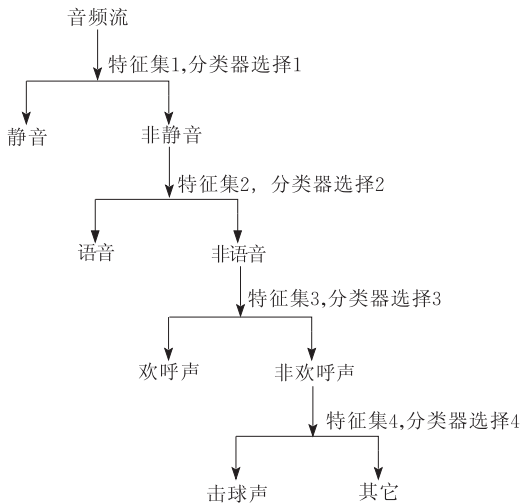 音频流
特征集1,分类器选择1
静音
非静音
特征集2, 分类器选择2
语音
非语音
特征集3,分类器选择3
欢呼声
非欢呼声
特征集4,分类器选择4
击球声
其它